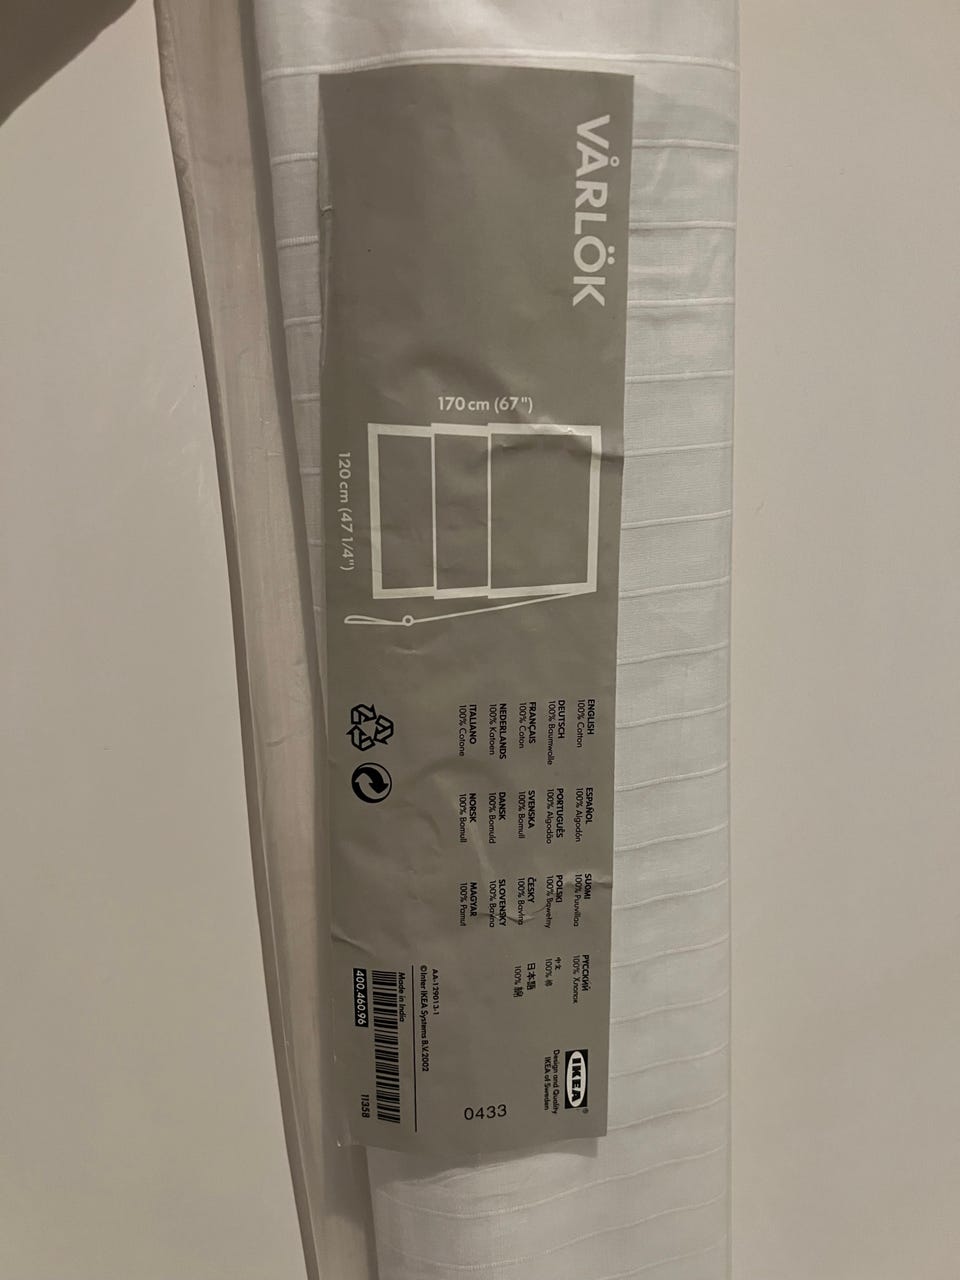 VÅRLÖK
170 cm (67")
120 cm (47 1/4")
ENGLISH
100% Cotton
DEUTSCH
100% Baumwolle
FRANÇAIS
100% Coton
NEDERLANDS
100% Katoen
ITALIANO
100% Cotone
ESPAÑOL
100% Algodón
PORTUGUÊS
100% Algodão
SVENSKA
100% Bomull
DANSK
100% Bomuld
NORSK
100% Bomull
SUOMI
100% Puuvillaa
POLSKI
100% Bawełny
ČESKY
100% Bavlna
SLOVENSKY
100% Bavlna
MAGYAR
100% Pamut
РУССКИЙ
100% Хлопок
中文
100% 棉
日本語
100% 綿
IKEA®
Design and Quality
IKEA of Sweden
0433
AA-129013-1
©Inter IKEA Systems B.V. 2002
Made in India
400.460.96
11358